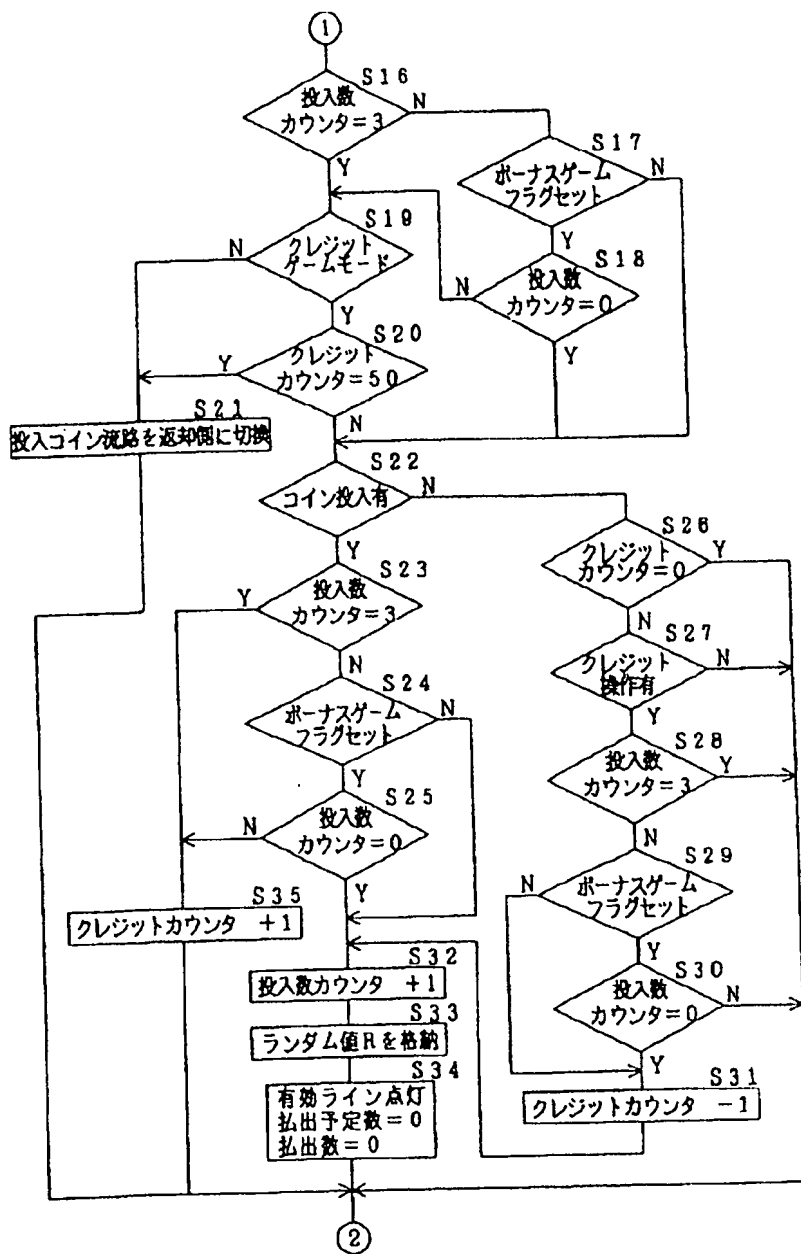 ①
S16
投入数
カウンタ=3
N
Y
S17
ボーナスゲーム
フラグセット
N
Y
S18
投入数
カウンタ=0
N
Y
S19
クレジット
ゲームモード
N
Y
S20
クレジット
カウンタ=50
Y
N
S21
投入コイン流路を返却側に切換
S22
コイン投入有
N
Y
S23
投入数
カウンタ=3
Y
N
S24
ボーナスゲーム
フラグセット
N
Y
S25
投入数
カウンタ=0
N
Y
S35
クレジットカウンタ +1
S26
クレジット
カウンタ=0
Y
N
S27
クレジット
操作有
N
Y
S28
投入数
カウンタ=3
Y
N
S29
ボーナスゲーム
フラグセット
N
Y
S30
投入数
カウンタ=0
N
Y
S31
クレジットカウンタ -1
S32
投入数カウンタ +1
S33
ランダム値Rを格納
S34
有効ライン点灯
払出予定数=0
払出数=0
②